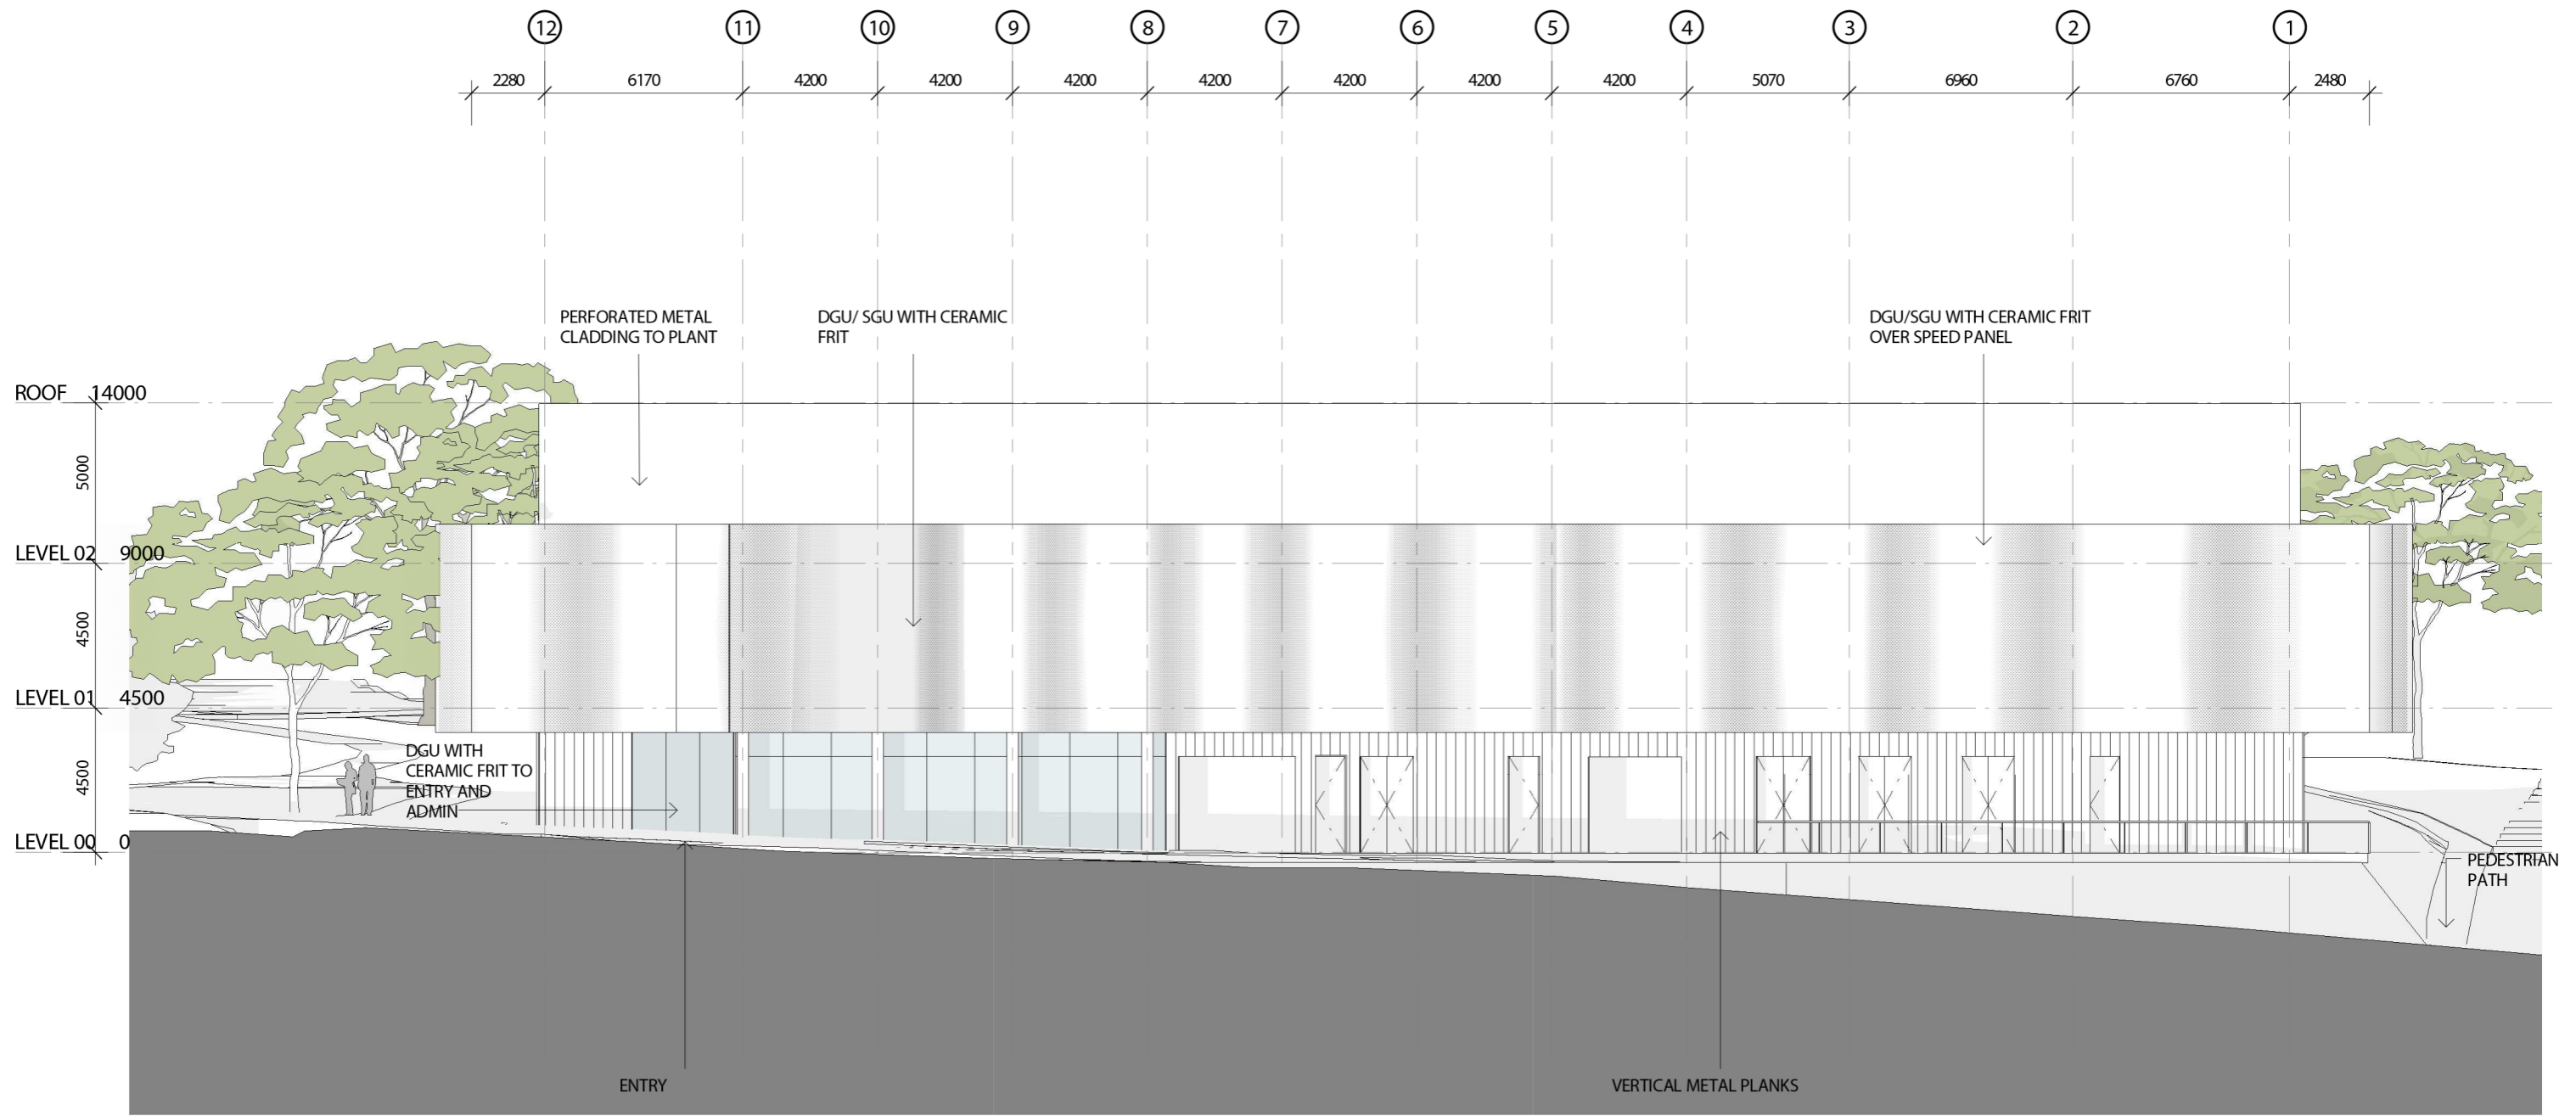 12 11 10 9 8 7 6 5 4 3 2 1
2280 6170 4200 4200 4200 4200 4200 4200 4200 5070 6960 6760 2480
PERFORATED METAL
CLADDING TO PLANT
DGU/ SGU WITH CERAMIC
FRIT
DGU/SGU WITH CERAMIC FRIT
OVER SPEED PANEL
ROOF 14000
5000
LEVEL 02 9000
4500
LEVEL 01 4500
4500
DGU WITH
CERAMIC FRIT TO
ENTRY AND
ADMIN
LEVEL 00 0
PEDESTRIAN
PATH
ENTRY
VERTICAL METAL PLANKS